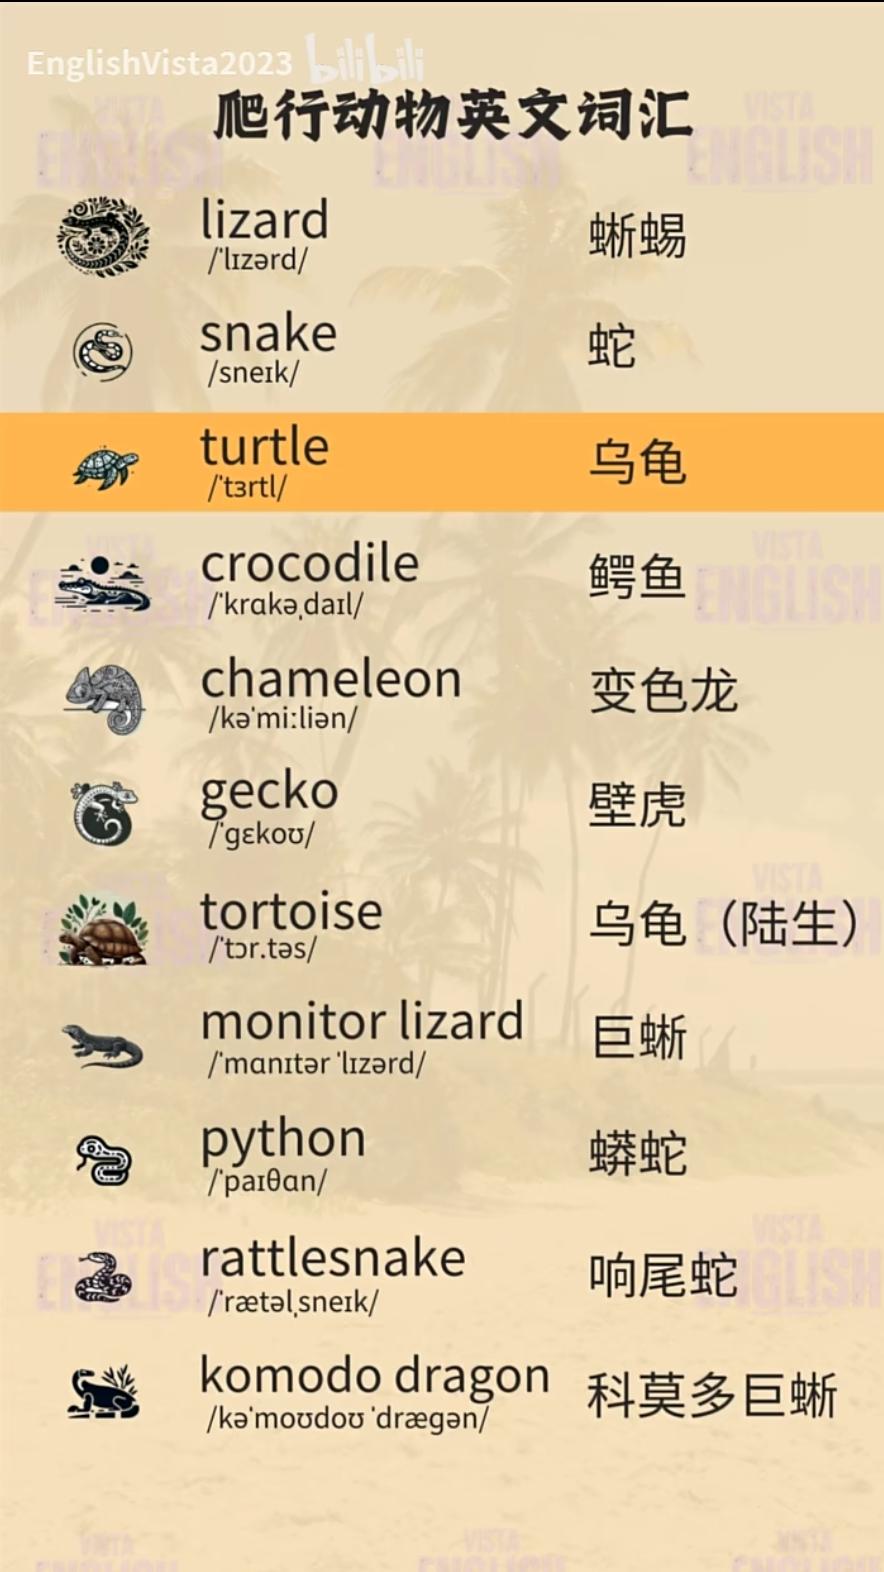 EnglishVista2023 bilibili
爬行动物英文词汇
lizard 蜥蜴
/ˈlɪzərd/
snake 蛇
/sneɪk/
turtle 乌龟
/ˈtɜrtl/
crocodile 鳄鱼
/ˈkrɑkəˌdaɪl/
chameleon 变色龙
/kəˈmiːliən/
gecko 壁虎
/ˈɡɛkoʊ/
tortoise 乌龟（陆生）
/ˈtɔr.təs/
monitor lizard 巨蜥
/ˈmɑnɪtər ˈlɪzərd/
python 蟒蛇
/ˈpaɪθɑn/
rattlesnake 响尾蛇
/ˈrætəlˌsneɪk/
komodo dragon 科莫多巨蜥
/kəˈmoʊdoʊ ˈdræɡən/
VISTA
ENGLISH